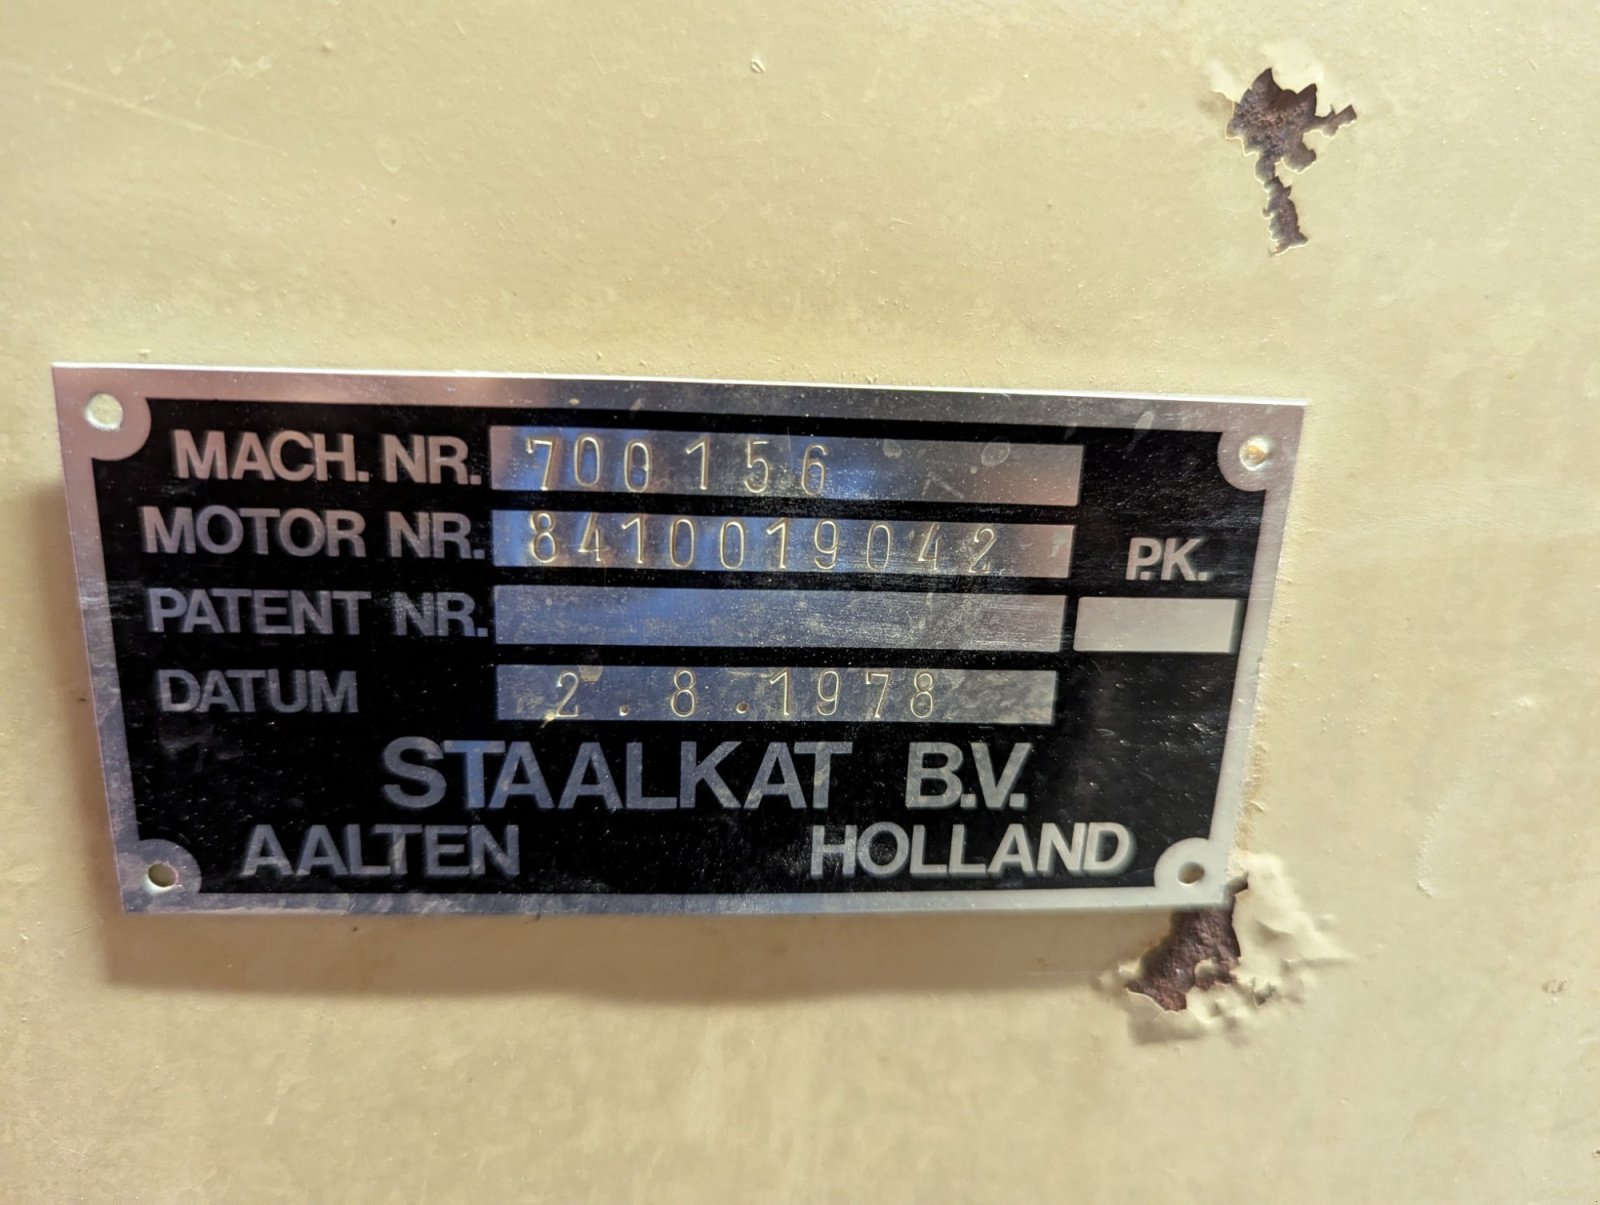 MACH. NR. 700156
MOTOR NR. 8410019042
P.K.
PATENT NR.
DATUM 2.8.1978
STAALKAT B.V.
AALTEN HOLLAND